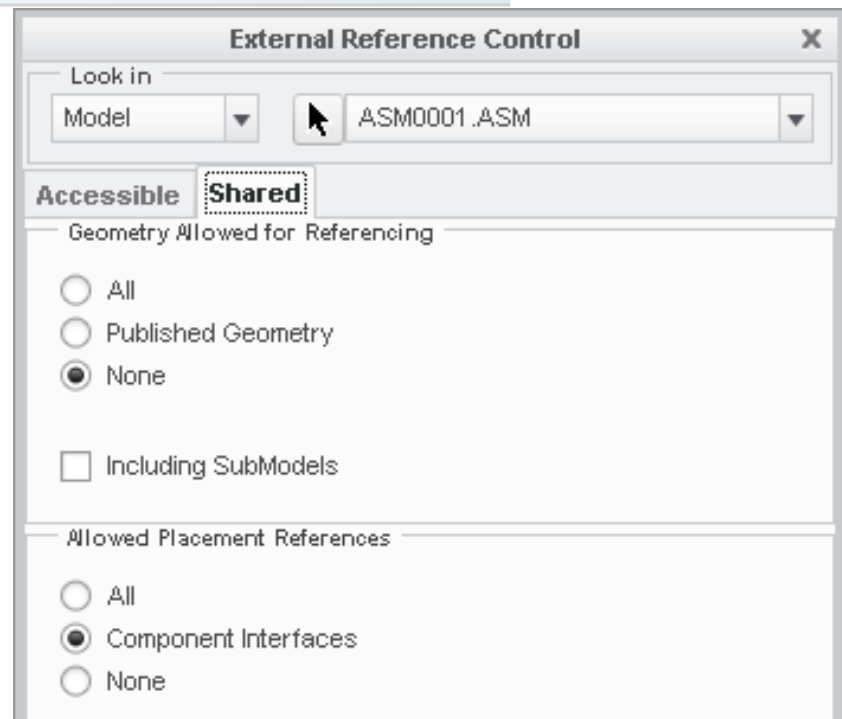 External Reference Control
Look in
Model ASM0001.ASM
Accessible Shared
Geometry Allowed for Referencing
All
Published Geometry
None
Including SubModels
Allowed Placement References
All
Component Interfaces
None